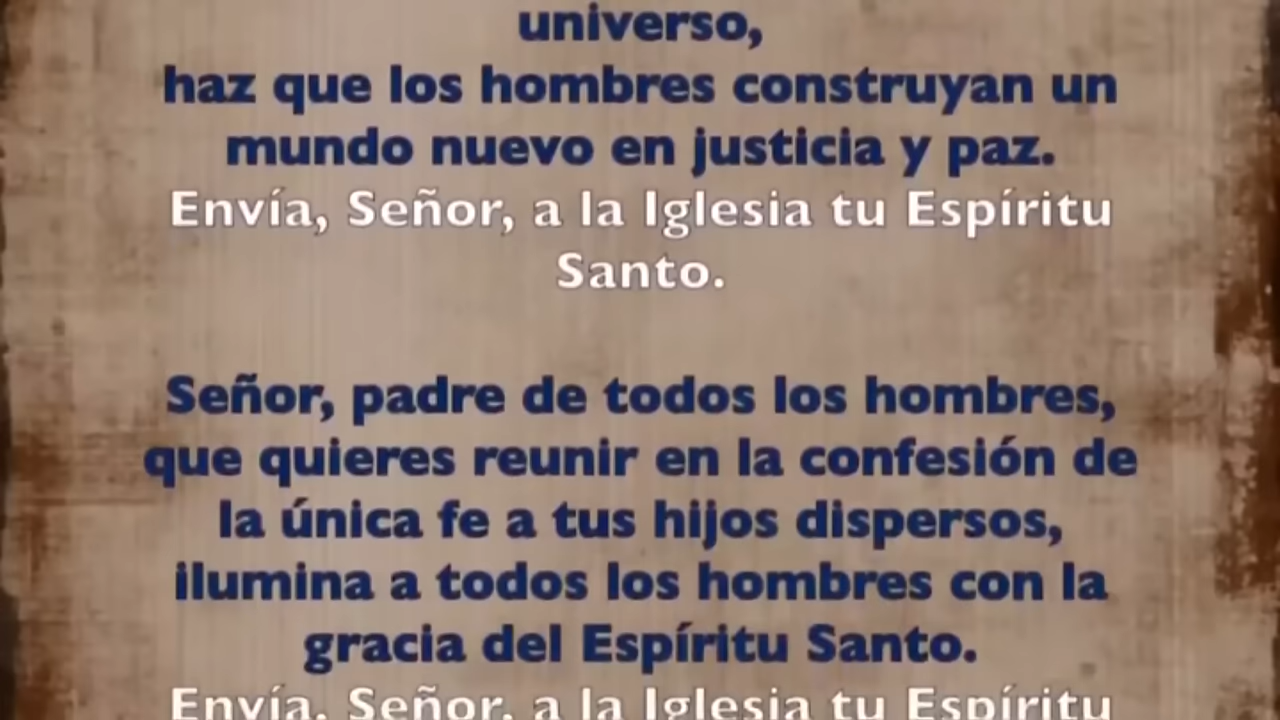 universo,
haz que los hombres construyan un
mundo nuevo en justicia y paz.
Envía, Señor, a la Iglesia tu Espíritu
Santo.
Señor, padre de todos los hombres,
que quieres reunir en la confesión de
la única fe a tus hijos dispersos,
ilumina a todos los hombres con la
gracia del Espíritu Santo.
Envía, Señor, a la Iglesia tu Espíritu